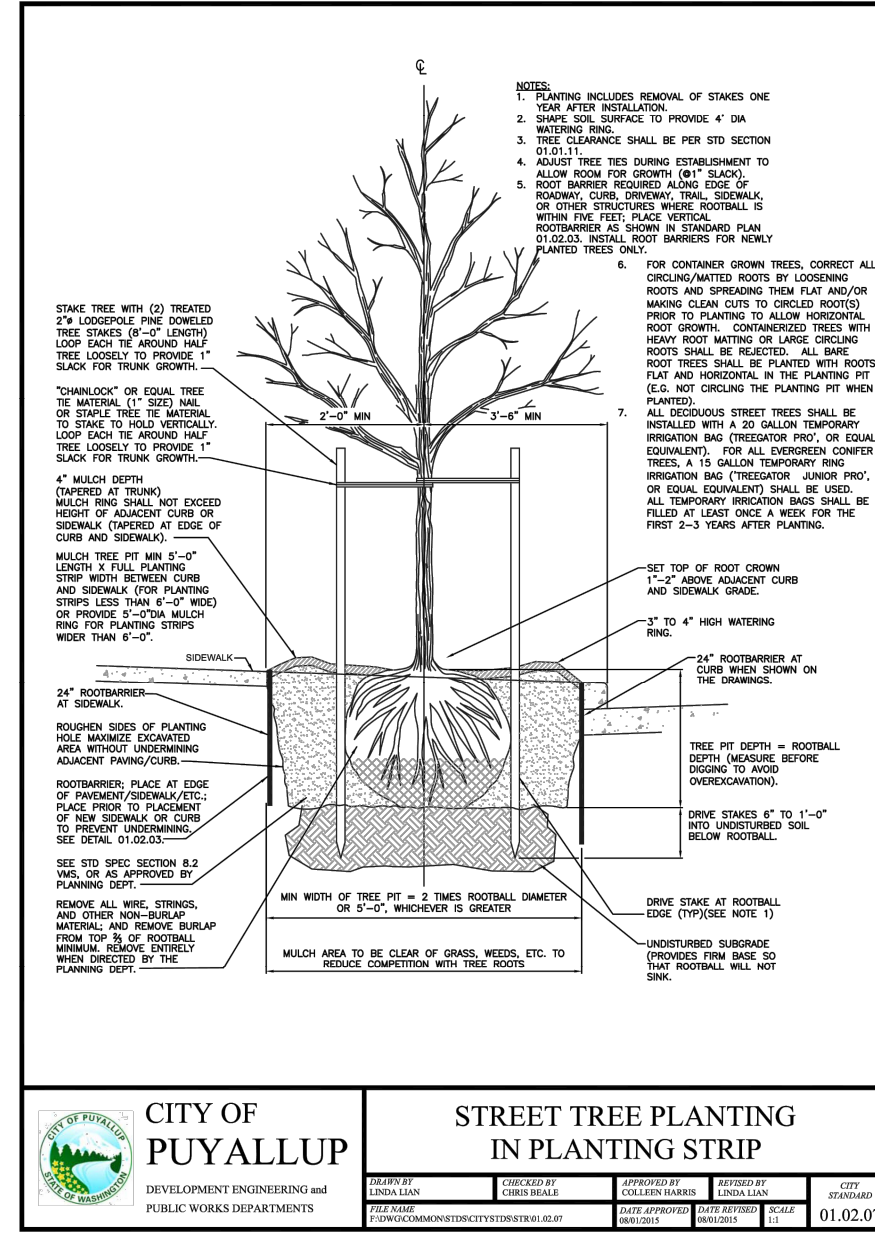 ℄
NOTES:
1. PLANTING INCLUDES REMOVAL OF STAKES ONE
YEAR AFTER INSTALLATION.
2. SHAPE SOIL SURFACE TO PROVIDE 4' DIA
WATERING RING.
3. TREE CLEARANCE SHALL BE PER STD SECTION
01.01.11.
4. ADJUST TREE TIES DURING ESTABLISHMENT TO
ALLOW ROOM FOR GROWTH (@1" SLACK).
5. ROOT BARRIER REQUIRED ALONG EDGE OF
ROADWAY, CURB, DRIVEWAY, TRAIL, SIDEWALK,
OR OTHER STRUCTURES WHERE ROOTBALL IS
WITHIN FIVE FEET; PLACE VERTICAL
ROOTBARRIER AS SHOWN IN STANDARD PLAN
01.02.03. INSTALL ROOT BARRIERS FOR NEWLY
PLANTED TREES ONLY.
6. FOR CONTAINER GROWN TREES, CORRECT ALL
CIRCLING/MATTED ROOTS BY LOOSENING
ROOTS AND SPREADING THEM FLAT AND/OR
MAKING CLEAN CUTS TO CIRCLED ROOT(S)
PRIOR TO PLANTING TO ALLOW HORIZONTAL
ROOT GROWTH. CONTAINERIZED TREES WITH
HEAVY ROOT MATTING OR LARGE CIRCLING
ROOTS SHALL BE REJECTED. ALL BARE
ROOT TREES SHALL BE PLANTED WITH ROOTS
FLAT AND HORIZONTAL IN THE PLANTING PIT
(E.G. NOT CIRCLING THE PLANTING PIT WHEN
PLANTED).
7. ALL DECIDUOUS STREET TREES SHALL BE
INSTALLED WITH A 20 GALLON TEMPORARY
IRRIGATION BAG (TREEGATOR PRO', OR EQUAL
EQUIVALENT). FOR ALL EVERGREEN CONIFER
TREES, A 15 GALLON TEMPORARY RING
IRRIGATION BAG ('TREEGATOR JUNIOR PRO',
OR EQUAL EQUIVALENT) SHALL BE USED.
ALL TEMPORARY IRRICATION BAGS SHALL BE
FILLED AT LEAST ONCE A WEEK FOR THE
FIRST 2-3 YEARS AFTER PLANTING.
STAKE TREE WITH (2) TREATED
2"ø LODGEPOLE PINE DOWELED
TREE STAKES (8'-0" LENGTH)
LOOP EACH TIE AROUND HALF
TREE LOOSELY TO PROVIDE 1"
SLACK FOR TRUNK GROWTH.
"CHAINLOCK" OR EQUAL TREE
TIE MATERIAL (1" SIZE) NAIL
OR STAPLE TREE TIE MATERIAL
TO STAKE TO HOLD VERTICALLY.
LOOP EACH TIE AROUND HALF
TREE LOOSELY TO PROVIDE 1"
SLACK FOR TRUNK GROWTH.
2'-0" MIN
3'-6" MIN
4" MULCH DEPTH
(TAPERED AT TRUNK)
MULCH RING SHALL NOT EXCEED
HEIGHT OF ADJACENT CURB OR
SIDEWALK (TAPERED AT EDGE OF
CURB AND SIDEWALK).
MULCH TREE PIT MIN 5'-0"
LENGTH X FULL PLANTING
STRIP WIDTH BETWEEN CURB
AND SIDEWALK (FOR PLANTING
STRIPS LESS THAN 6'-0" WIDE)
OR PROVIDE 5'-0"DIA MULCH
RING FOR PLANTING STRIPS
WIDER THAN 6'-0".
SIDEWALK
24" ROOTBARRIER
AT SIDEWALK.
ROUGHEN SIDES OF PLANTING
HOLE MAXIMIZE EXCAVATED
AREA WITHOUT UNDERMINING
ADJACENT PAVING/CURB.
ROOTBARRIER; PLACE AT EDGE
OF PAVEMENT/SIDEWALK/ETC.;
PLACE PRIOR TO PLACEMENT
OF NEW SIDEWALK OR CURB
TO PREVENT UNDERMINING.
SEE DETAIL 01.02.03.
SEE STD SPEC SECTION 8.2
VMS, OR AS APPROVED BY
PLANNING DEPT.
REMOVE ALL WIRE, STRINGS,
AND OTHER NON-BURLAP
MATERIAL; AND REMOVE BURLAP
FROM TOP ⅔ OF ROOTBALL
MINIMUM. REMOVE ENTIRELY
WHEN DIRECTED BY THE
PLANNING DEPT.
SET TOP OF ROOT CROWN
1"-2" ABOVE ADJACENT CURB
AND SIDEWALK GRADE.
3" TO 4" HIGH WATERING
RING.
24" ROOTBARRIER AT
CURB WHEN SHOWN ON
THE DRAWINGS.
TREE PIT DEPTH = ROOTBALL
DEPTH (MEASURE BEFORE
DIGGING TO AVOID
OVEREXCAVATION).
DRIVE STAKES 6" TO 1'-0"
INTO UNDISTURBED SOIL
BELOW ROOTBALL.
DRIVE STAKE AT ROOTBALL
EDGE (TYP)(SEE NOTE 1)
UNDISTURBED SUBGRADE
(PROVIDES FIRM BASE SO
THAT ROOTBALL WILL NOT
SINK.
MIN WIDTH OF TREE PIT = 2 TIMES ROOTBALL DIAMETER
OR 5'-0", WHICHEVER IS GREATER
MULCH AREA TO BE CLEAR OF GRASS, WEEDS, ETC. TO
REDUCE COMPETITION WITH TREE ROOTS
CITY OF PUYALLUP
STATE OF WASHINGTON
CITY OF
PUYALLUP
DEVELOPMENT ENGINEERING and
PUBLIC WORKS DEPARTMENTS
STREET TREE PLANTING
IN PLANTING STRIP
DRAWN BY
LINDA LIAN
CHECKED BY
CHRIS BEALE
APPROVED BY
COLLEEN HARRIS
REVISED BY
LINDA LIAN
CITY
STANDARD
FILE NAME
F:\DWG\COMMON\STDS\CITYSTDS\STR\01.02.07
DATE APPROVED
08/01/2015
DATE REVISED
08/01/2015
SCALE
1:1
01.02.07